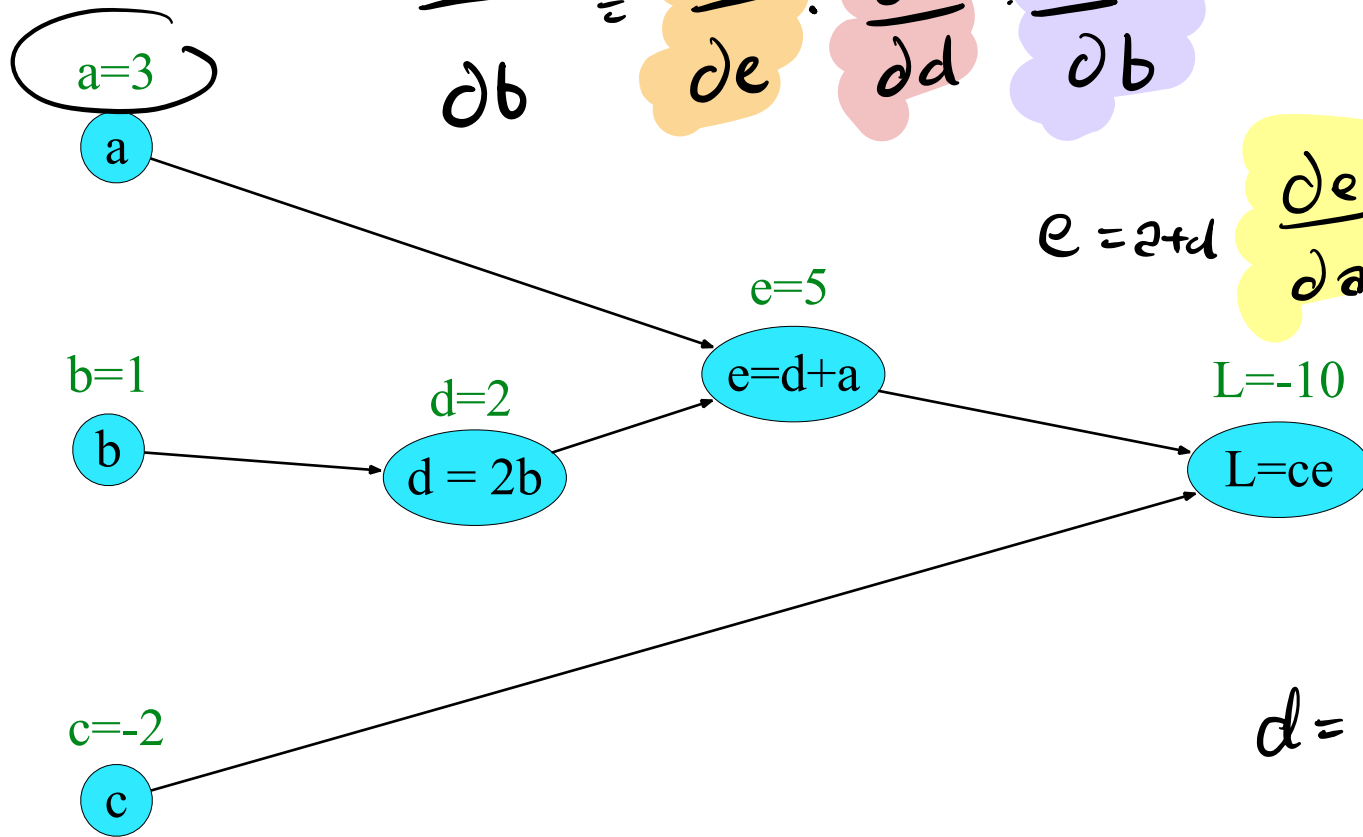 =
∂b
∂e
·
∂d
·
∂b
a=3
a
e = a+d
∂e
∂a
e=5
e=d+a
b=1
b
d=2
d = 2b
L=-10
L=ce
c=-2
c
d =